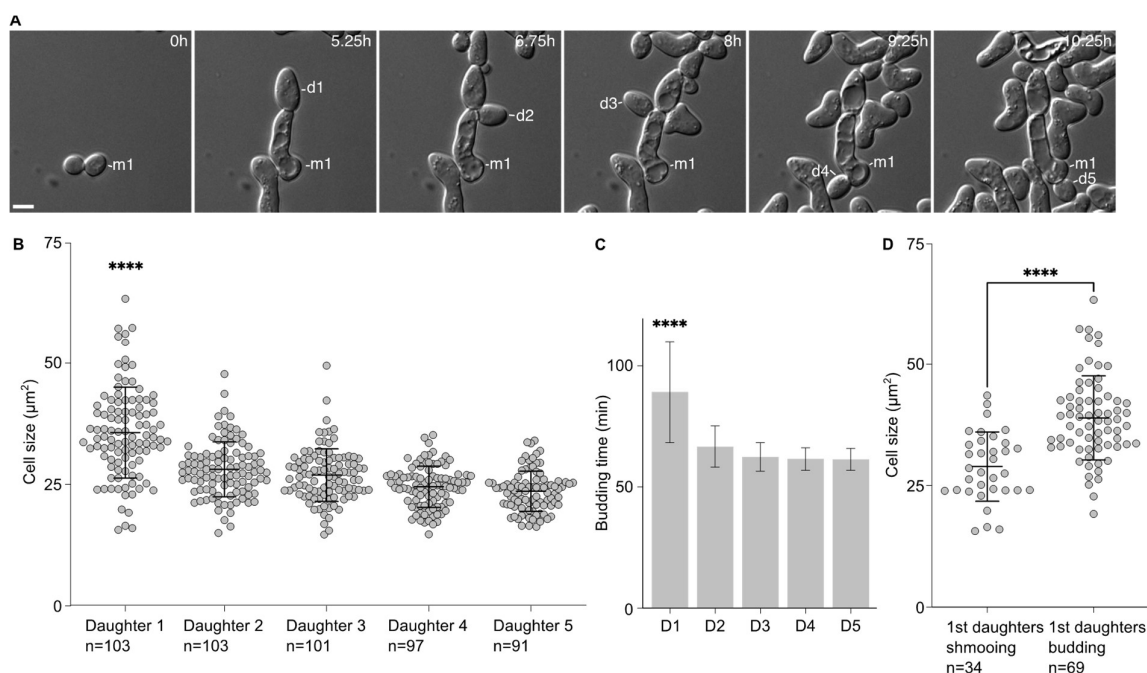 A
0h
5.25h
6.75h
8h
9.25h
10.25h
d1
d2
d3
d4
m1
m1
m1
m1
m1
m1
d5
B
75
50
25
0
Cell size (µm²)
****
Daughter 1
n=103
Daughter 2
n=103
Daughter 3
n=101
Daughter 4
n=97
Daughter 5
n=91
C
100
50
0
Budding time (min)
****
D1
D2
D3
D4
D5
D
75
50
25
0
Cell size (µm²)
****
1st daughters
shmooing
n=34
1st daughters
budding
n=69